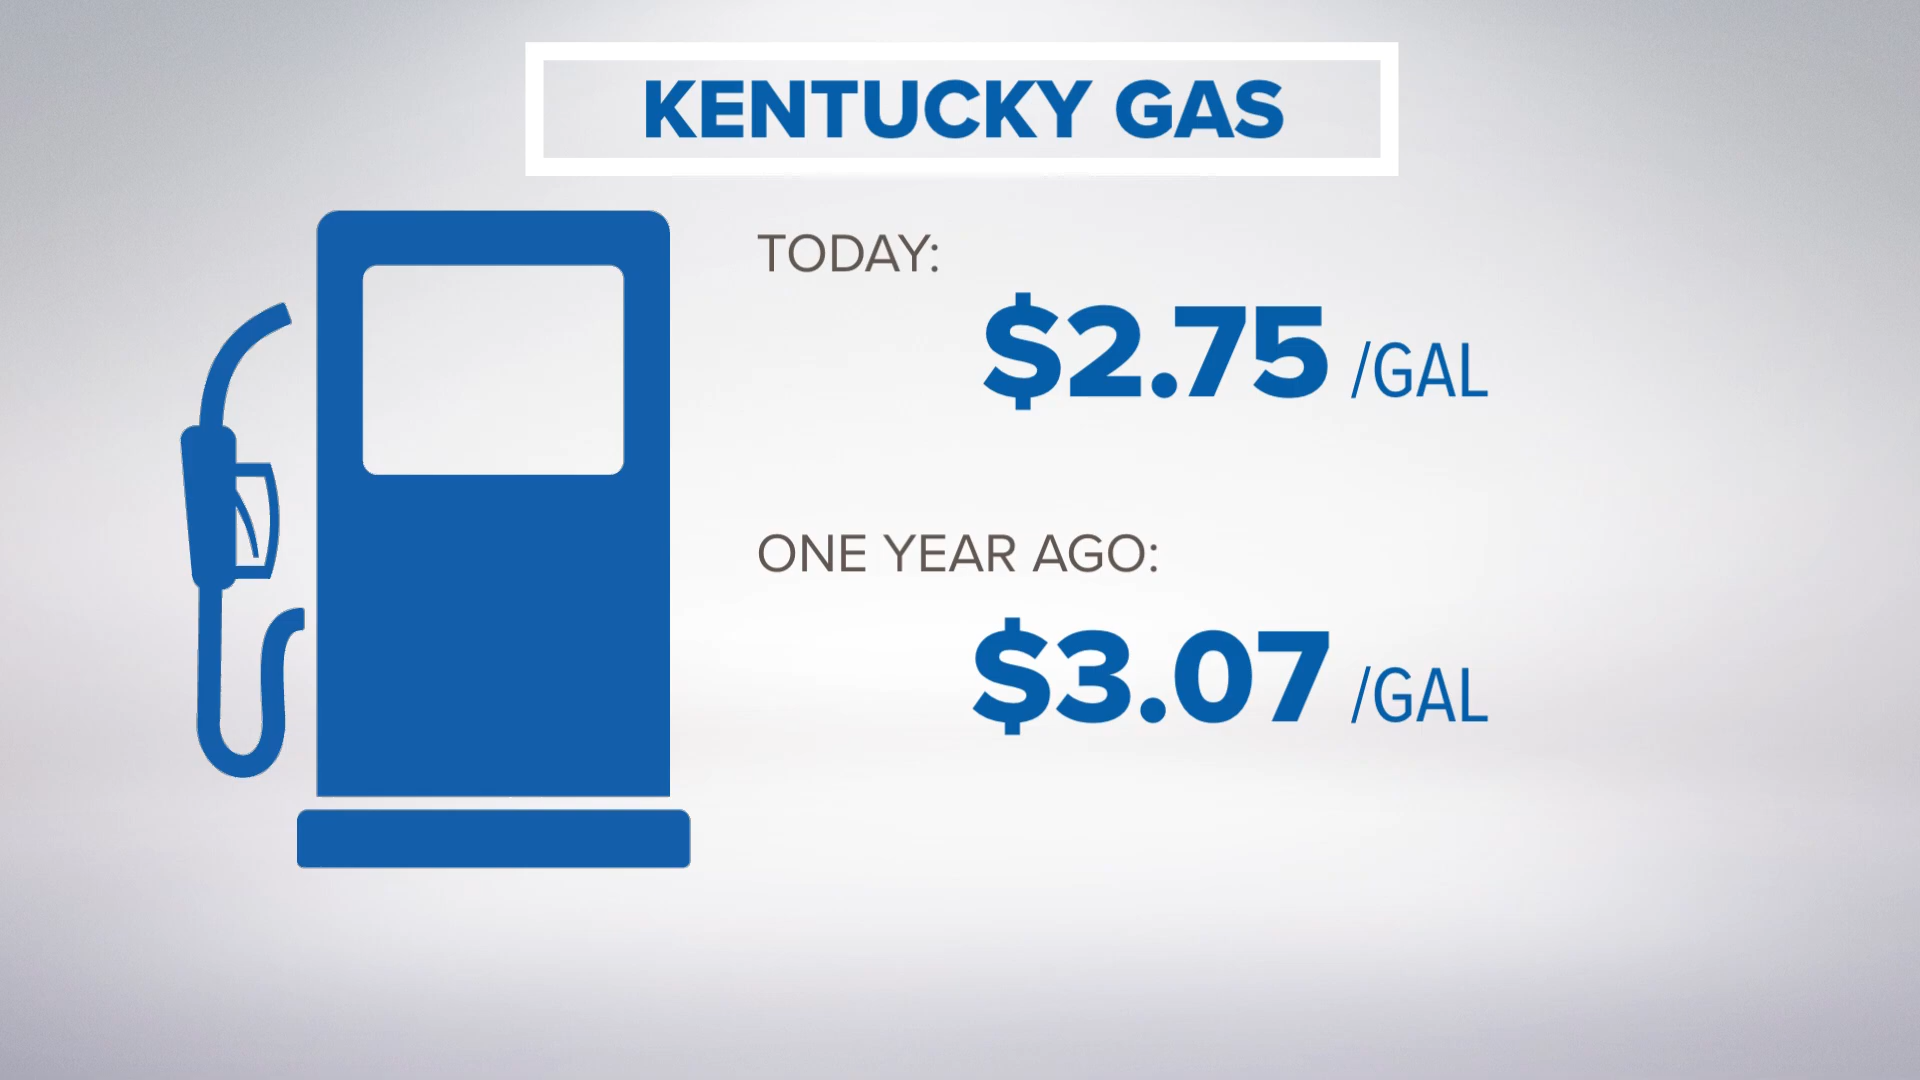 KENTUCKY GAS
TODAY:
$2.75 /GAL
ONE YEAR AGO:
$3.07 /GAL